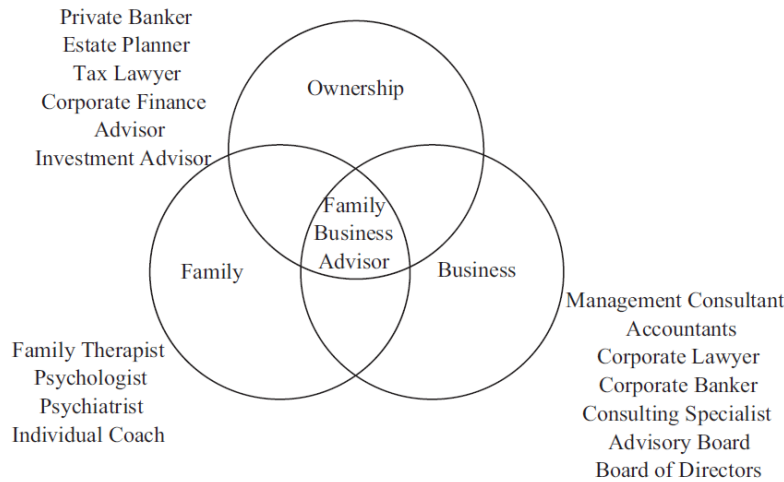 Private Banker
Estate Planner
Tax Lawyer
Corporate Finance
Advisor
Investment Advisor
Ownership
Family
Business
Advisor
Family
Business
Management Consultant
Accountants
Corporate Lawyer
Corporate Banker
Consulting Specialist
Advisory Board
Board of Directors
Family Therapist
Psychologist
Psychiatrist
Individual Coach